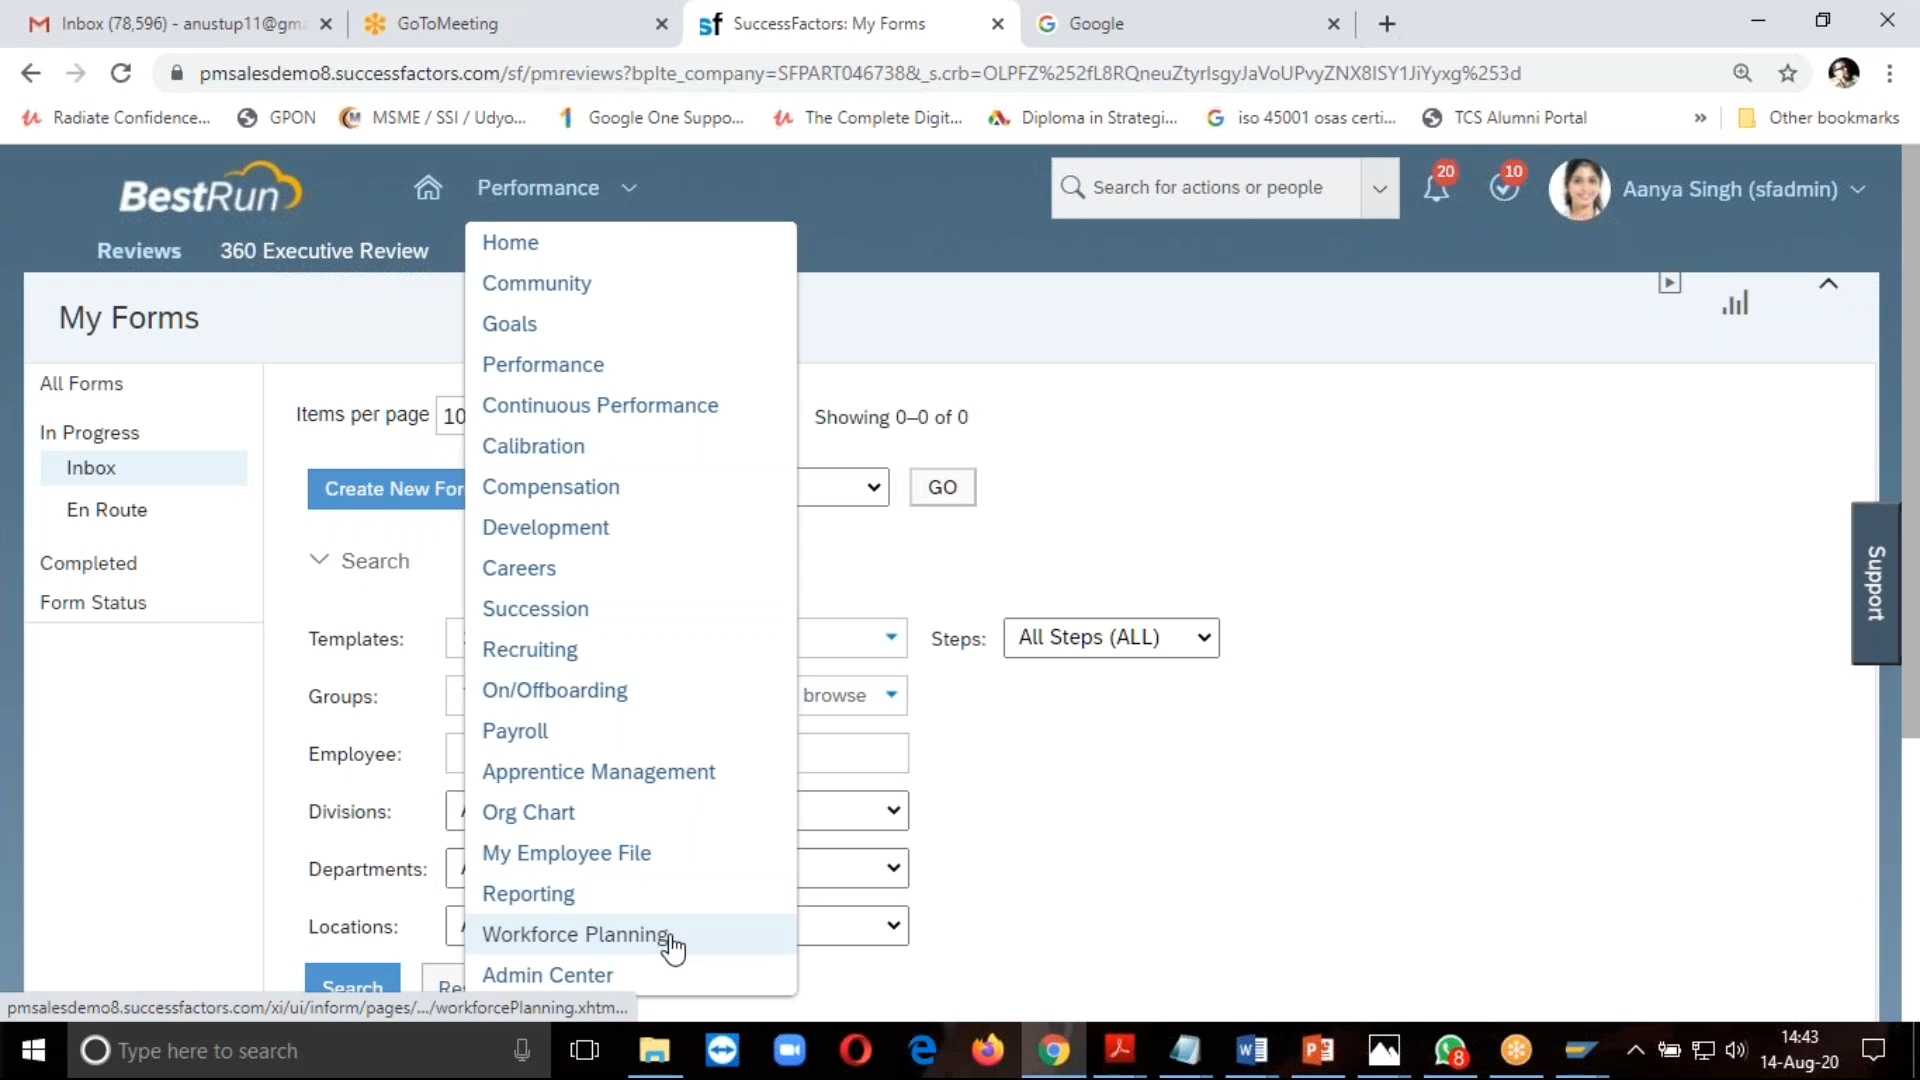 Inbox (78,596) - anustup11@gma
GoToMeeting
SuccessFactors: My Forms
Google
pmsalesdemo8.successfactors.com/sf/pmreviews?bplte_company=SFPART046738&_s.crb=OLPFZ%252fL8RQneuZtyrIsgyJaVoUPvyZNX8ISY1JiYyxg%253d
Radiate Confidence...
GPON
MSME / SSI / Udyo...
Google One Suppo...
The Complete Digit...
Diploma in Strategi...
iso 45001 osas certi...
TCS Alumni Portal
»
Other bookmarks
BestRun
Performance
Search for actions or people
20
10
Aanya Singh (sfadmin)
Reviews
360 Executive Review
Home
Community
Goals
Performance
Continuous Performance
Calibration
Compensation
Development
Careers
Succession
Recruiting
On/Offboarding
Payroll
Apprentice Management
Org Chart
My Employee File
Reporting
Workforce Planning
Admin Center
My Forms
All Forms
In Progress
Inbox
En Route
Completed
Form Status
Items per page 10
Showing 0–0 of 0
Create New For
GO
Search
Templates:
Steps: All Steps (ALL)
Groups:
browse
Employee:
Divisions:
Departments:
Locations:
Search
Re
Support
pmsalesdemo8.successfactors.com/xi/ui/inform/pages/.../workforcePlanning.xhtm...
Type here to search
8
14:43
14-Aug-20